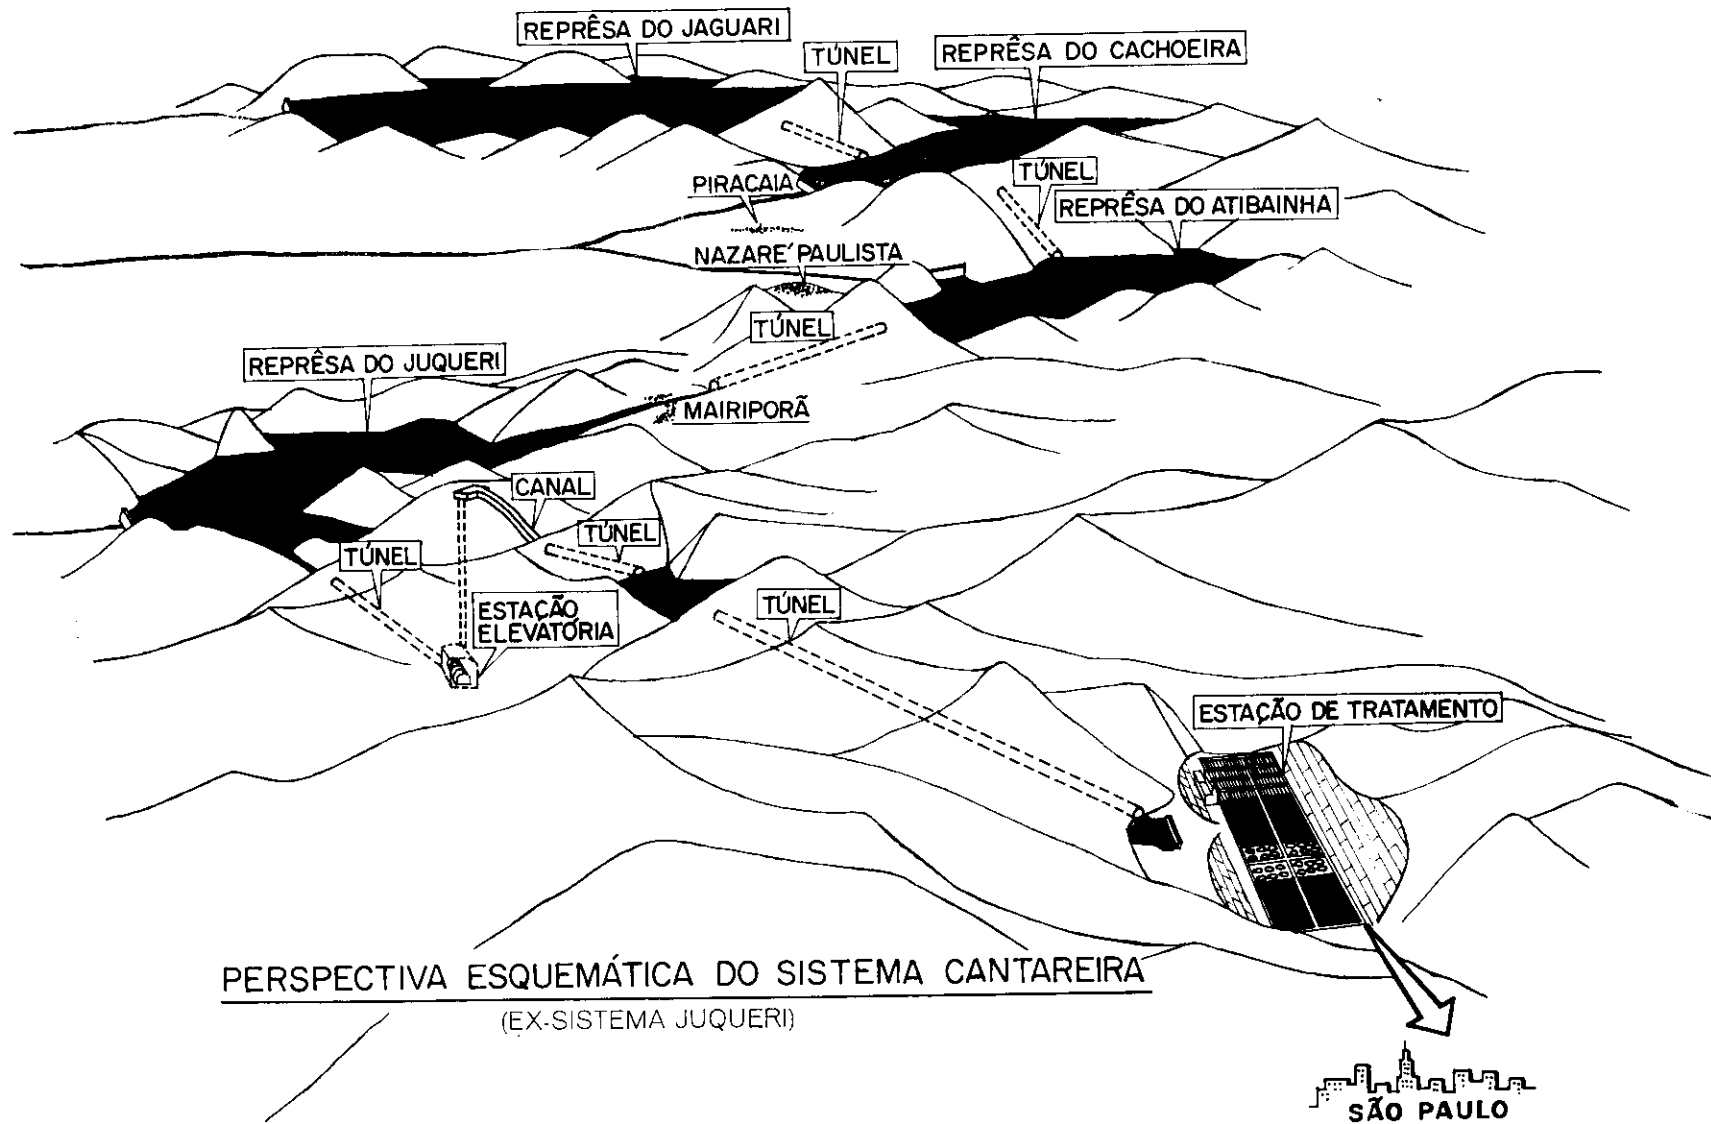 REPRÊSA DO JAGUARI
TÚNEL
REPRÊSA DO CACHOEIRA
PIRACAIA
TÚNEL
REPRÊSA DO ATIBAINHA
NAZARÉ PAULISTA
TÚNEL
REPRÊSA DO JUQUERI
MAIRIPORÃ
CANAL
TÚNEL
TÚNEL
ESTAÇÃO
ELEVATÓRIA
TÚNEL
ESTAÇÃO DE TRATAMENTO
PERSPECTIVA ESQUEMÁTICA DO SISTEMA CANTAREIRA
(EX-SISTEMA JUQUERI)
SÃO PAULO